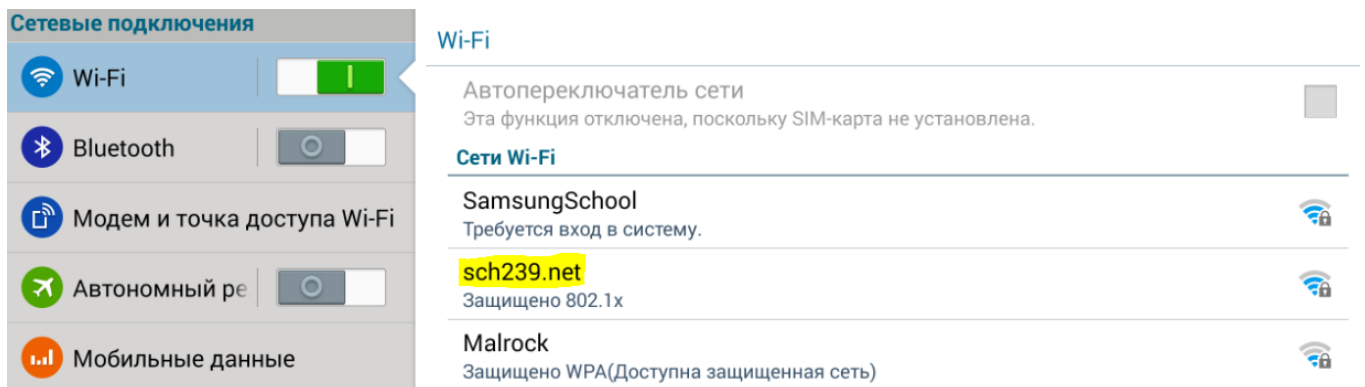 Сетевые подключения
Wi-Fi
Bluetooth
Модем и точка доступа Wi-Fi
Автономный ре
Мобильные данные
Wi-Fi
Автопереключатель сети
Эта функция отключена, поскольку SIM-карта не установлена.
Сети Wi-Fi
SamsungSchool
Требуется вход в систему.
sch239.net
Защищено 802.1x
Malrock
Защищено WPA(Доступна защищенная сеть)